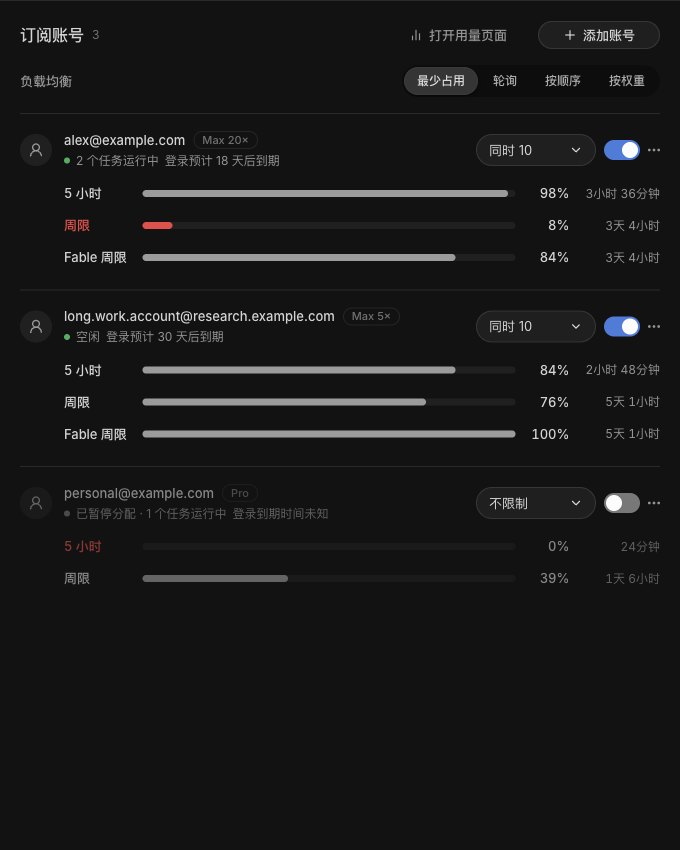 订阅账号 3 打开用量页面 + 添加账号
负载均衡 最少占用 轮询 按顺序 按权重
alex@example.com Max 20× 同时 10
2 个任务运行中 登录预计 18 天后到期
5 小时 98% 3小时 36分钟
周限 8% 3天 4小时
Fable 周限 84% 3天 4小时
long.work.account@research.example.com Max 5× 同时 10
空闲 登录预计 30 天后到期
5 小时 84% 2小时 48分钟
周限 76% 5天 1小时
Fable 周限 100% 5天 1小时
personal@example.com Pro 不限制
已暂停分配 · 1 个任务运行中 登录到期时间未知
5 小时 0% 24分钟
周限 39% 1天 6小时